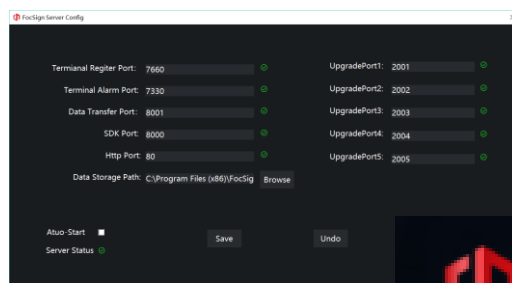 FocSign Server Config
Termianal Regiter Port: 7660
Terminal Alarm Port: 7330
Data Transfer Port: 8001
SDK Port: 8000
Http Port: 80
Data Storage Path: C:\Program Files (x86)\FocSig Browse
UpgradePort1: 2001
UpgradePort2: 2002
UpgradePort3: 2003
UpgradePort4: 2004
UpgradePort5: 2005
Atuo-Start
Save
Undo
Server Status